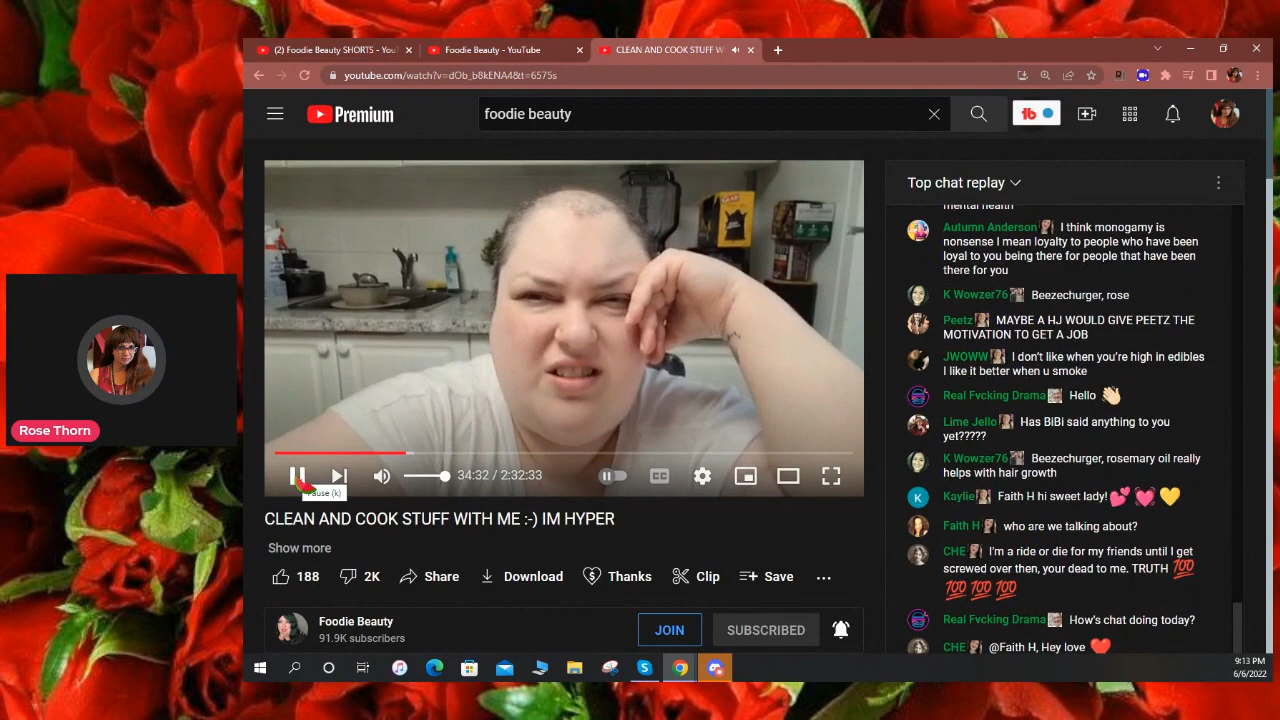 (2) Foodie Beauty SHORTS - You
Foodie Beauty - YouTube
CLEAN AND COOK STUFF W
youtube.com/watch?v=dOb_b8kENA4&t=6575s
Premium
foodie beauty
tb
Top chat replay
mental health
Autumn Anderson I think monogamy is
nonsense I mean loyalty to people who have been
loyal to you being there for people that have been
there for you
K Wowzer76 Beezechurger, rose
Peetz MAYBE A HJ WOULD GIVE PEETZ THE
MOTIVATION TO GET A JOB
JWOWW I don't like when you're high in edibles
I like it better when u smoke
Real Fvcking Drama Hello 👋
Lime Jello Has BiBi said anything to you
yet?????
K Wowzer76 Beezechurger, rosemary oil really
helps with hair growth
K
Kaylie Faith H hi sweet lady! 💕 💓 💛
Faith H who are we talking about?
CHE I'm a ride or die for my friends until I get
screwed over then, your dead to me. TRUTH 💯
💯 💯 💯
Real Fvcking Drama How's chat doing today?
CHE @Faith H, Hey love ❤️
GLAD
34:32 / 2:32:33
CC
Pause (k)
CLEAN AND COOK STUFF WITH ME :-) IM HYPER
Show more
188
2K
Share
Download
Thanks
Clip
Save
Foodie Beauty
91.9K subscribers
JOIN
SUBSCRIBED
Rose Thorn
9:13 PM
6/6/2022